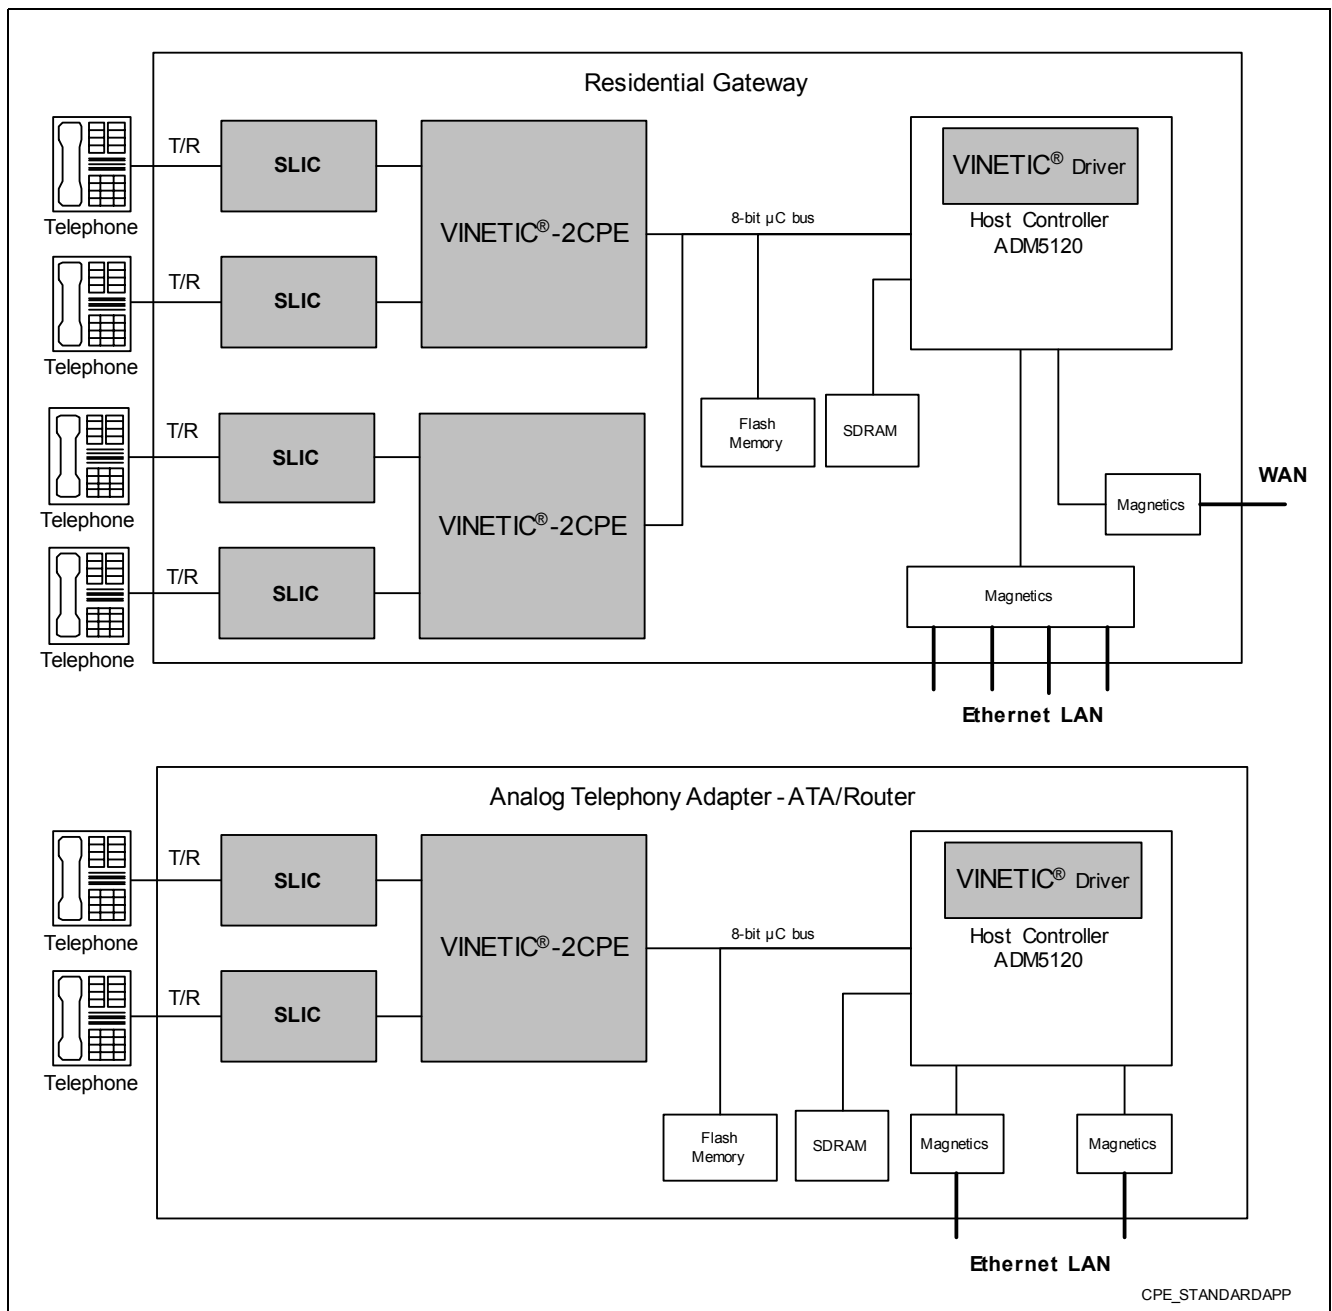 Residential Gateway
T/R
SLIC
Telephone
T/R
SLIC
Telephone
VINETIC®-2CPE
T/R
SLIC
Telephone
T/R
SLIC
Telephone
VINETIC®-2CPE
8-bit µC bus
VINETIC® Driver
Host Controller
ADM5120
Flash
Memory
SDRAM
Magnetics
WAN
Magnetics
Ethernet LAN
Analog Telephony Adapter - ATA/Router
T/R
SLIC
Telephone
T/R
SLIC
Telephone
VINETIC®-2CPE
8-bit µC bus
VINETIC® Driver
Host Controller
ADM5120
Flash
Memory
SDRAM
Magnetics
Magnetics
Ethernet LAN
CPE_STANDARDAPP